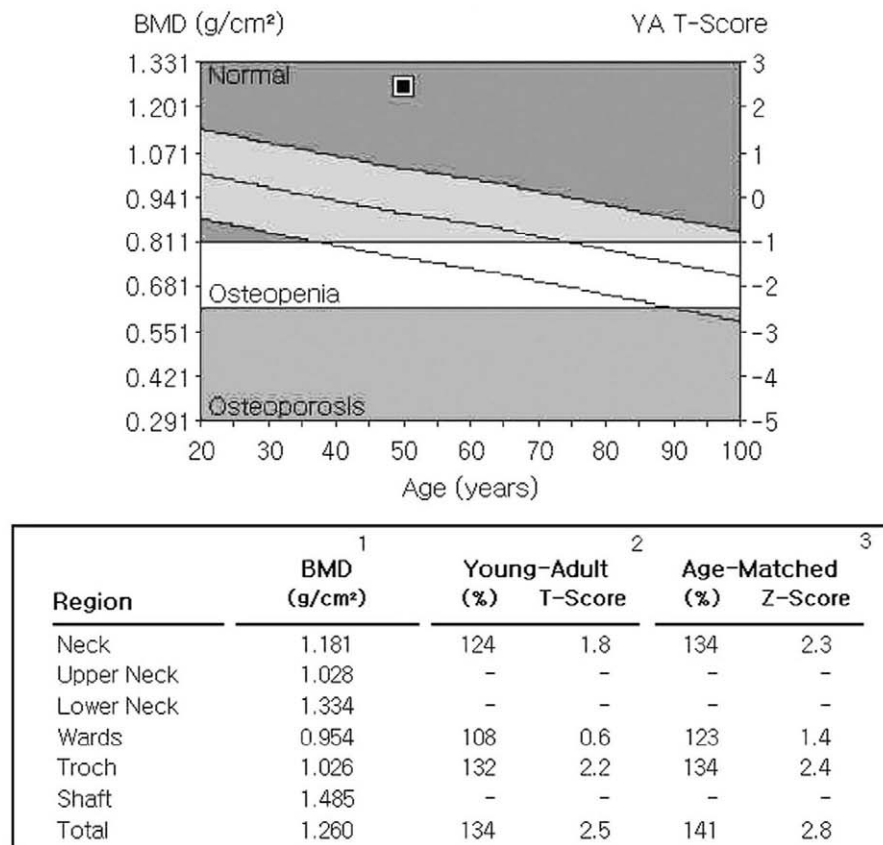 BMD (g/cm²) YA T-Score
1.331 Normal 3
1.201 2
1.071 1
0.941 0
0.811 -1
0.681 Osteopenia -2
0.551 -3
0.421 -4
0.291 Osteoporosis -5
20 30 40 50 60 70 80 90 100
Age (years)
1 2 3
BMD Young-Adult Age-Matched
Region (g/cm²) (%) T-Score (%) Z-Score
Neck 1.181 124 1.8 134 2.3
Upper Neck 1.028 - - - -
Lower Neck 1.334 - - - -
Wards 0.954 108 0.6 123 1.4
Troch 1.026 132 2.2 134 2.4
Shaft 1.485 - - - -
Total 1.260 134 2.5 141 2.8